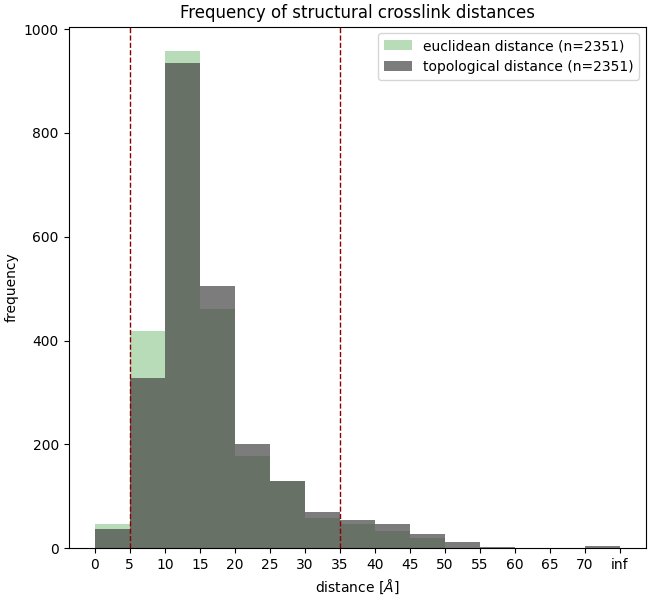 Frequency of structural crosslink distances
euclidean distance (n=2351)
topological distance (n=2351)
1000
800
600
400
200
0
frequency
0 5 10 15 20 25 30 35 40 45 50 55 60 65 70 inf
distance [Å]